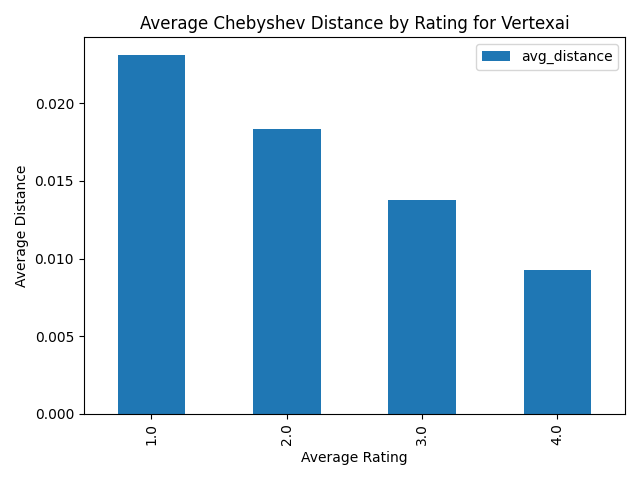 Average Chebyshev Distance by Rating for Vertexai
avg_distance
Average Distance
0.020
0.015
0.010
0.005
0.000
1.0
2.0
3.0
4.0
Average Rating